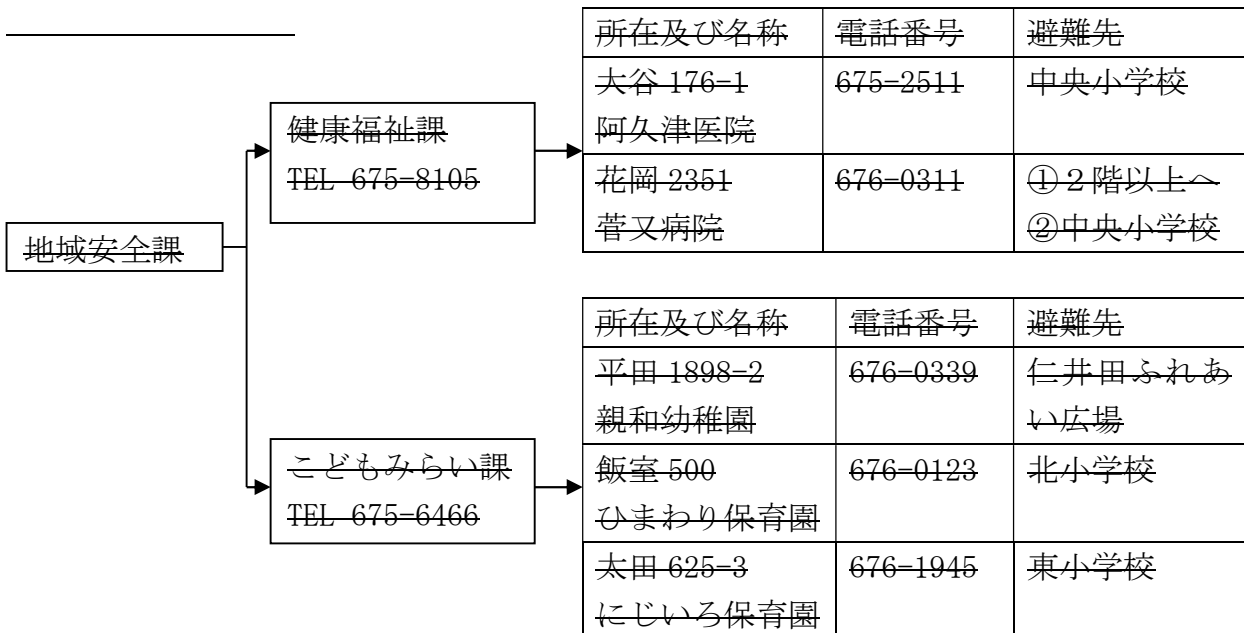 所在及び名称 電話番号 避難先
大谷 176-1 675-2511 中央小学校
阿久津医院
花岡 2351 676-0311 ①２階以上へ
菅又病院 ②中央小学校
健康福祉課
TEL 675-8105
地域安全課
所在及び名称 電話番号 避難先
平田 1898-2 676-0339 仁井田ふれあ
親和幼稚園 い広場
飯室 500 676-0123 北小学校
ひまわり保育園
太田 625-3 676-1945 東小学校
にじいろ保育園
こどもみらい課
TEL 675-6466